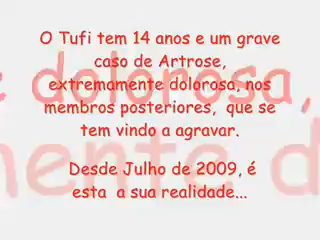 O Tufi tem 14 anos e um grave
caso de Artrose,
extremamente dolorosa, nos
membros posteriores,  que se
tem vindo a agravar.
Desde Julho de 2009, é
esta  a sua realidade...
dolorosa,